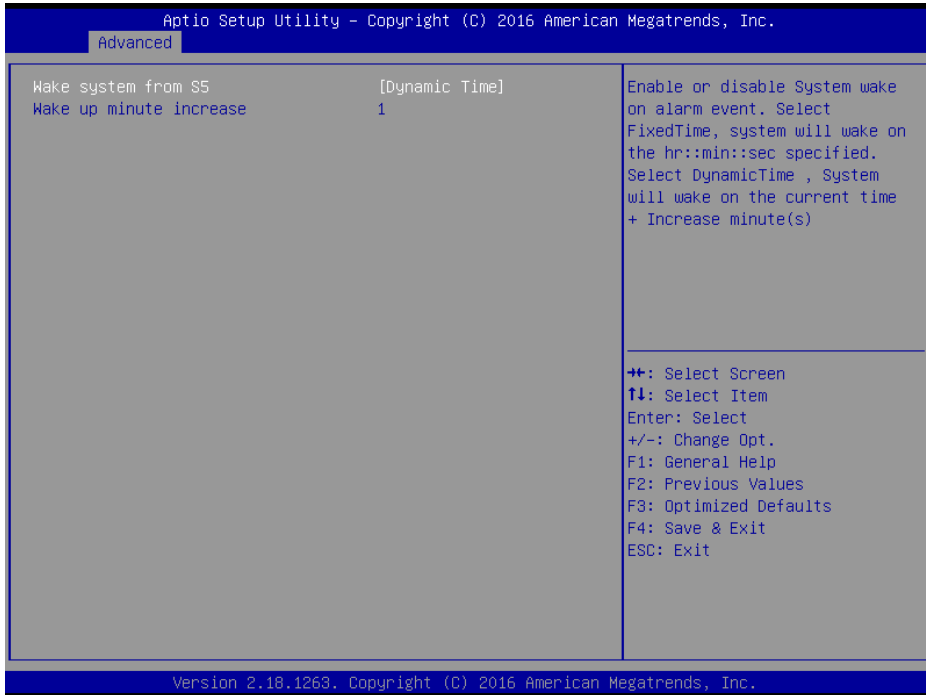 Aptio Setup Utility – Copyright (C) 2016 American Megatrends, Inc.
Advanced
Wake system from S5 [Dynamic Time]
Wake up minute increase 1
Enable or disable System wake
on alarm event. Select
FixedTime, system will wake on
the hr::min::sec specified.
Select DynamicTime , System
will wake on the current time
+ Increase minute(s)
→←: Select Screen
↑↓: Select Item
Enter: Select
+/-: Change Opt.
F1: General Help
F2: Previous Values
F3: Optimized Defaults
F4: Save & Exit
ESC: Exit
Version 2.18.1263. Copyright (C) 2016 American Megatrends, Inc.